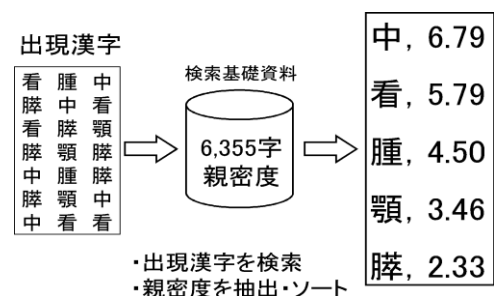 出現漢字
看 腫 中
膵 中 看
看 膵 顎
膵 顎 膵
中 腫 膵
膵 顎 中
中 看 看
検索基礎資料
6,355字
親密度
中, 6.79
看, 5.79
腫, 4.50
顎, 3.46
膵, 2.33
・出現漢字を検索
・親密度を抽出・ソート